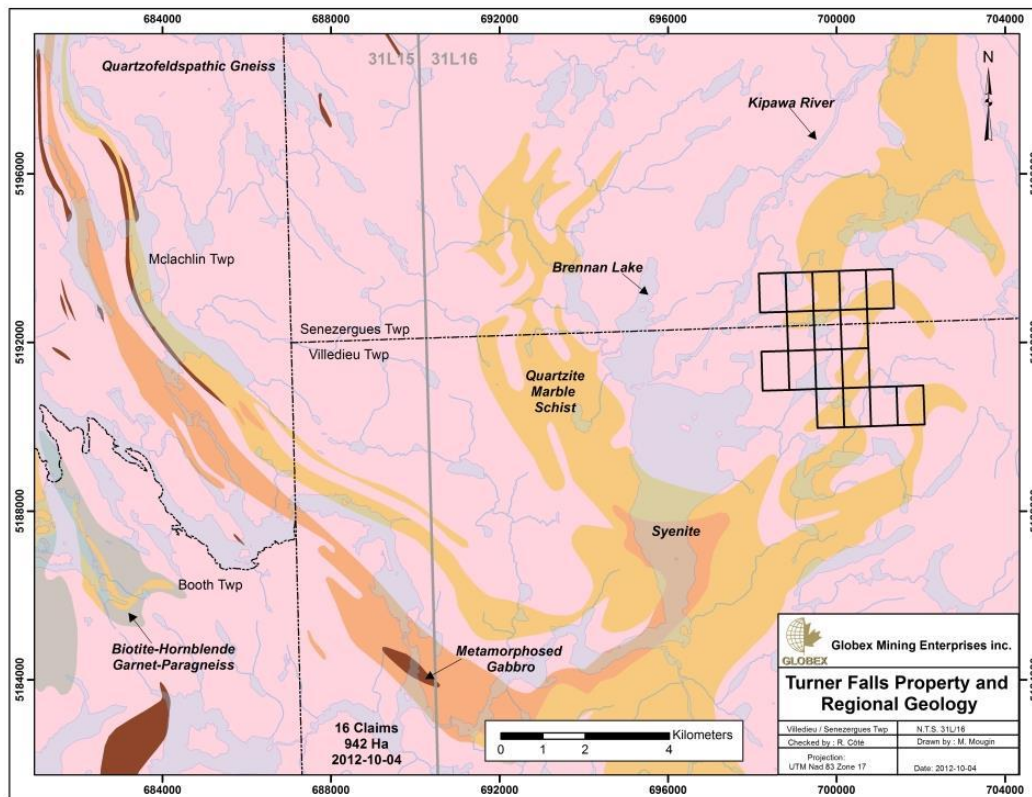 684000 688000 692000 696000 700000 704000
31L15 31L16
Quartzofeldspathic Gneiss
N
Kipawa River
5196000
Mclachlin Twp
Brennan Lake
Senezergues Twp
5192000
Villedieu Twp
Quartzite
Marble
Schist
5188000
Syenite
Booth Twp
Biotite-Hornblende
Garnet-Paragneiss
Metamorphosed
Gabbro
5184000
16 Claims
942 Ha
2012-10-04
Kilometers
0 1 2 4
GLOBEX
Globex Mining Enterprises inc.
Turner Falls Property and
Regional Geology
Villedieu / Senezergues Twp
N.T.S. 31L/16
Checked by : R. Côté
Drawn by : M. Mougin
Projection:
UTM Nad 83 Zone 17
Date: 2012-10-04
684000 688000 692000 696000 700000 704000